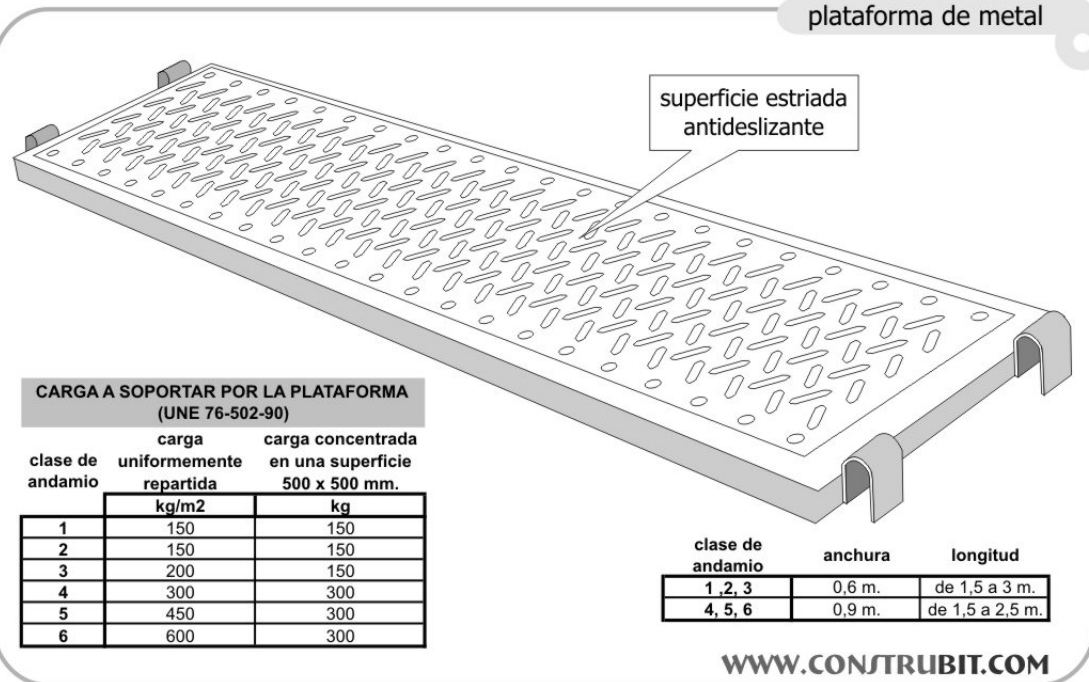 plataforma de metal
superficie estriada
antideslizante
CARGA A SOPORTAR POR LA PLATAFORMA
(UNE 76-502-90)
clase de andamio | carga uniformemente repartida | carga concentrada en una superficie 500 x 500 mm.
kg/m2 kg
1 150 150
2 150 150
3 200 150
4 300 300
5 450 300
6 600 300
clase de andamio anchura longitud
1 ,2, 3 0,6 m. de 1,5 a 3 m.
4, 5, 6 0,9 m. de 1,5 a 2,5 m.
WWW.CONSTRUBIT.COM